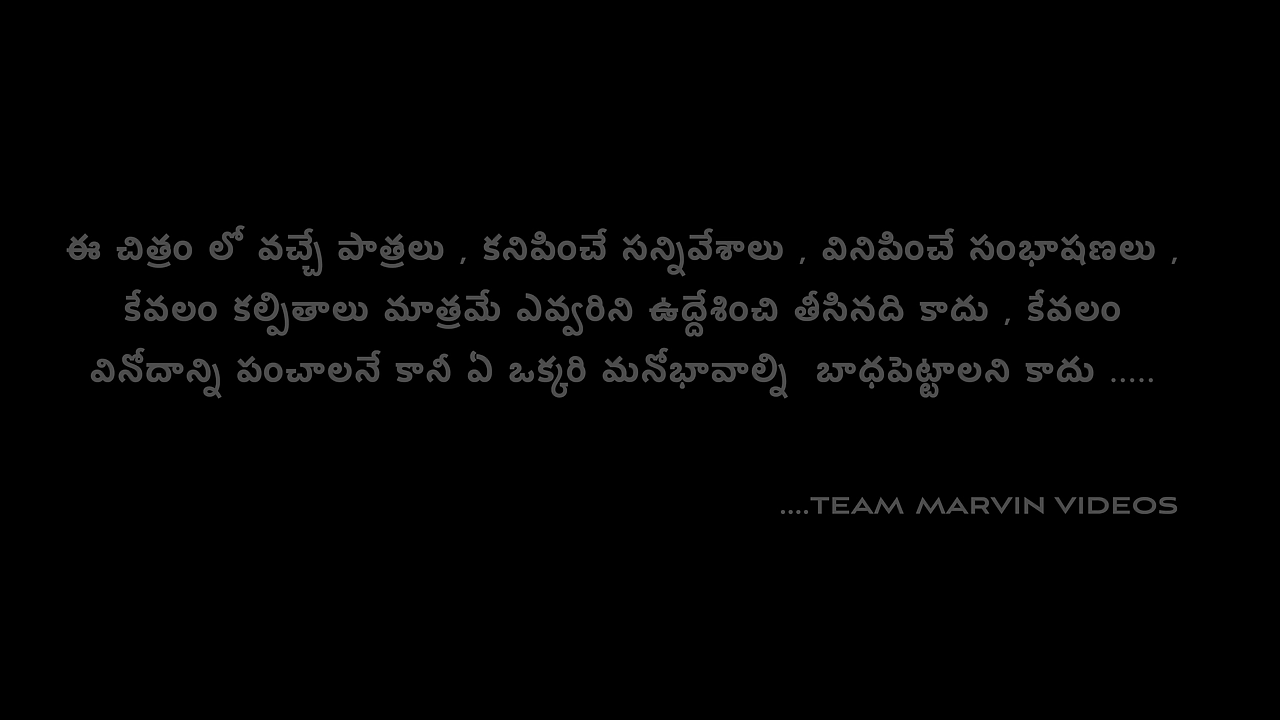 ఈ చిత్రం లో వచ్చే పాత్రలు , కనిపించే సన్నివేశాలు , వినిపించే సంభాషణలు ,
కేవలం కల్పితాలు మాత్రమే ఎవ్వరిని ఉద్దేశించి తీసినది కాదు , కేవలం
వినోదాన్ని పంచాలనే కానీ ఏ ఒక్కరి మనోభావాల్ని బాధపెట్టాలని కాదు .....
....TEAM MARVIN VIDEOS